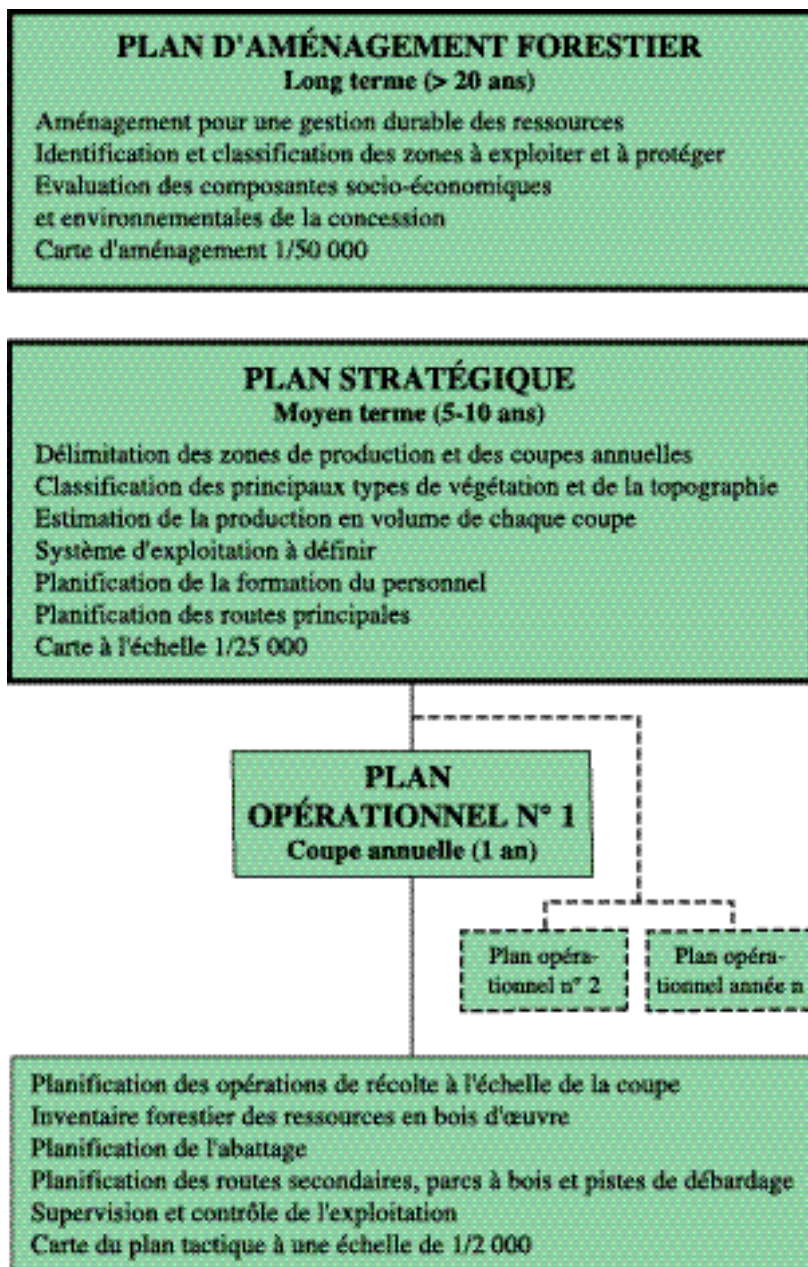 PLAN D'AMÉNAGEMENT FORESTIER
Long terme (> 20 ans)
Aménagement pour une gestion durable des ressources
Identification et classification des zones à exploiter et à protéger
Evaluation des composantes socio-économiques
et environnementales de la concession
Carte d'aménagement 1/50 000
PLAN STRATÉGIQUE
Moyen terme (5-10 ans)
Délimitation des zones de production et des coupes annuelles
Classification des principaux types de végétation et de la topographie
Estimation de la production en volume de chaque coupe
Système d'exploitation à définir
Planification de la formation du personnel
Planification des routes principales
Carte à l'échelle 1/25 000
PLAN
OPÉRATIONNEL N° 1
Coupe annuelle (1 an)
Plan opéra-
tionnel n° 2
Plan opéra-
tionnel année n
Planification des opérations de récolte à l'échelle de la coupe
Inventaire forestier des ressources en bois d'œuvre
Planification de l'abattage
Planification des routes secondaires, parcs à bois et pistes de débardage
Supervision et contrôle de l'exploitation
Carte du plan tactique à une échelle de 1/2 000